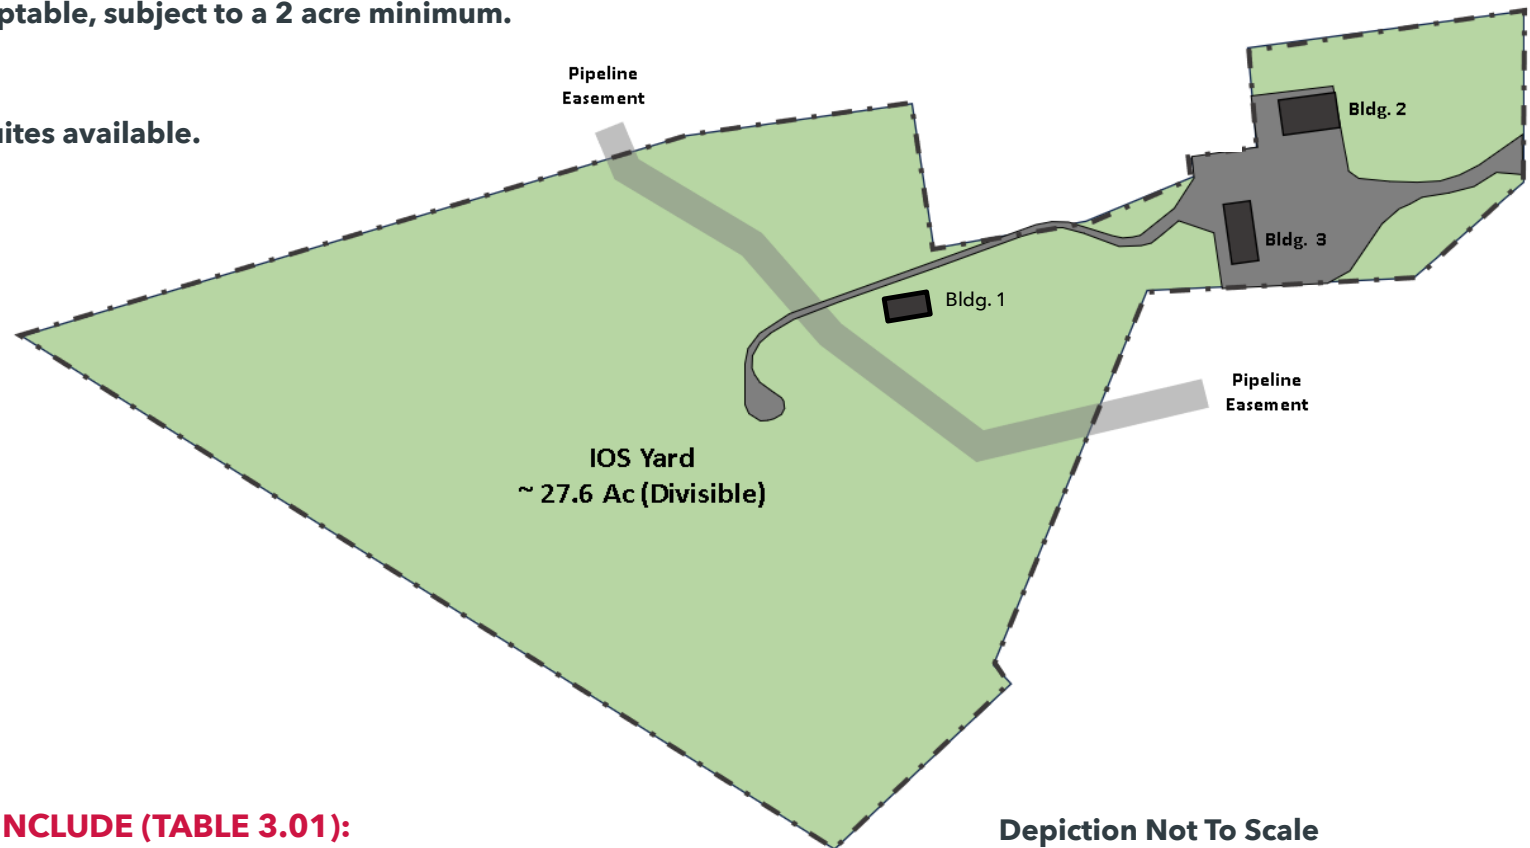 ptable, subject to a 2 acre minimum.
Pipeline
Easement
Bldg. 2
uites available.
Bldg. 3
Bldg. 1
Pipeline
Easement
IOS Yard
~ 27.6 Ac (Divisible)
NCLUDE (TABLE 3.01):
Depiction Not To Scale